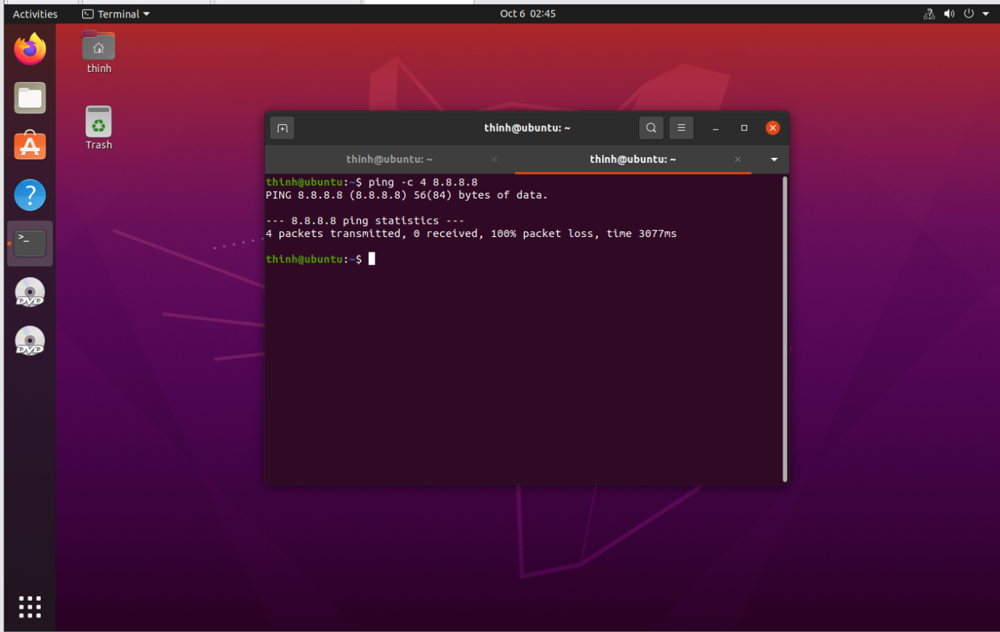 Activities
Terminal
Oct 6 02:45
thinh
Trash
thinh@ubuntu: ~
thinh@ubuntu: ~
thinh@ubuntu: ~
thinh@ubuntu:~$ ping -c 4 8.8.8.8
PING 8.8.8.8 (8.8.8.8) 56(84) bytes of data.
--- 8.8.8.8 ping statistics ---
4 packets transmitted, 0 received, 100% packet loss, time 3077ms
thinh@ubuntu:~$
>_
DVD
DVD